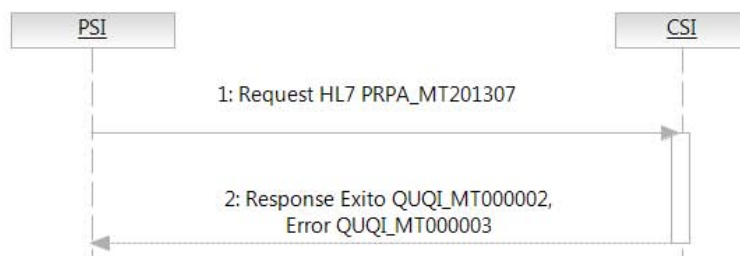 PSI
CSI
1: Request HL7 PRPA_MT201307
2: Response Exito QUQI_MT000002,
Error QUQI_MT000003